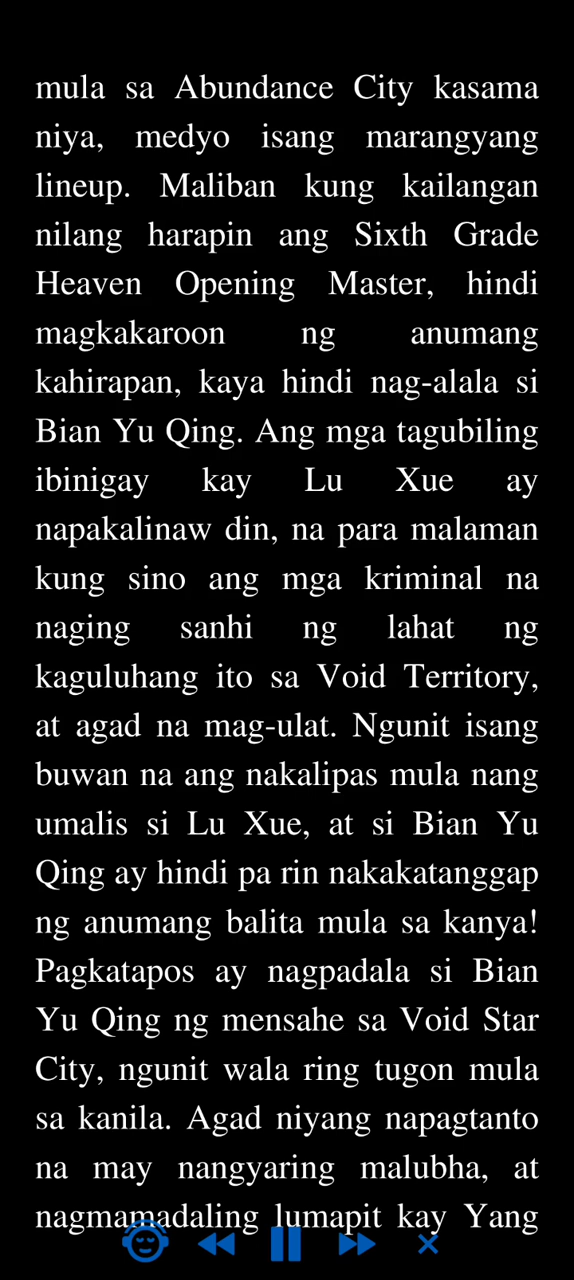 mula sa Abundance City kasama
niya, medyo isang marangyang
lineup. Maliban kung kailangan
nilang harapin ang Sixth Grade
Heaven Opening Master, hindi
magkakaroon ng anumang
kahirapan, kaya hindi nag-alala si
Bian Yu Qing. Ang mga tagubiling
ibinigay kay Lu Xue ay
napakalinaw din, na para malaman
kung sino ang mga kriminal na
naging sanhi ng lahat ng
kaguluhang ito sa Void Territory,
at agad na mag-ulat. Ngunit isang
buwan na ang nakalipas mula nang
umalis si Lu Xue, at si Bian Yu
Qing ay hindi pa rin nakakatanggap
ng anumang balita mula sa kanya!
Pagkatapos ay nagpadala si Bian
Yu Qing ng mensahe sa Void Star
City, ngunit wala ring tugon mula
sa kanila. Agad niyang napagtanto
na may nangyaring malubha, at
nagmamadaling lumapit kay Yang